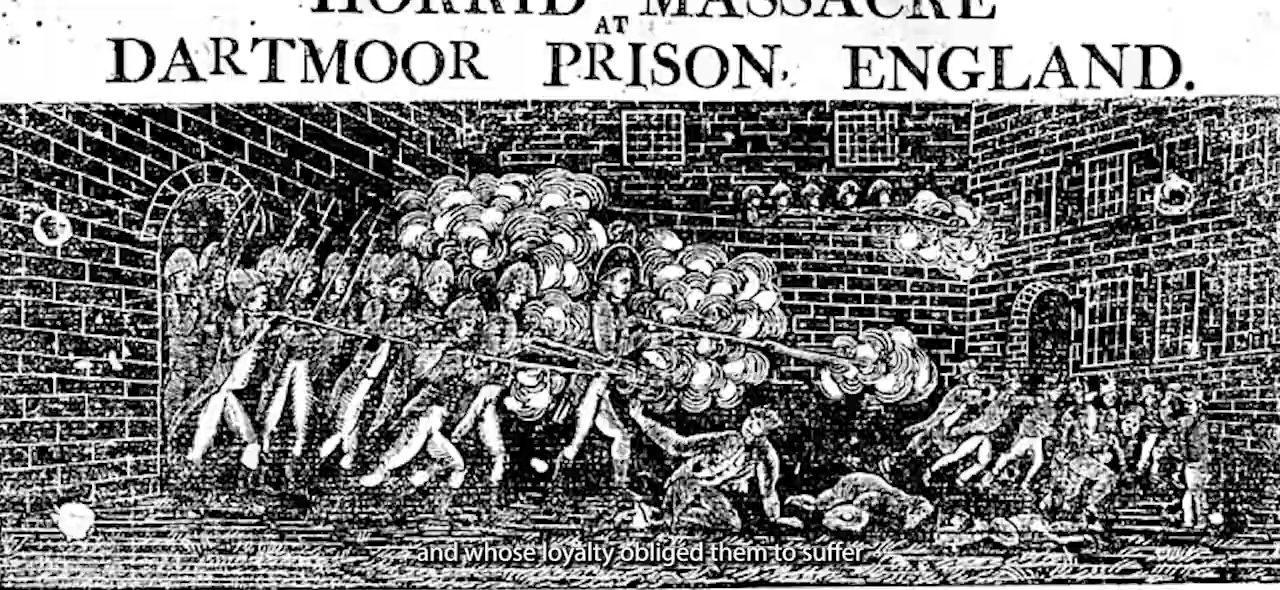 HORRID MASSACRE
AT
DARTMOOR PRISON, ENGLAND.
and whose loyalty obliged them to suffer